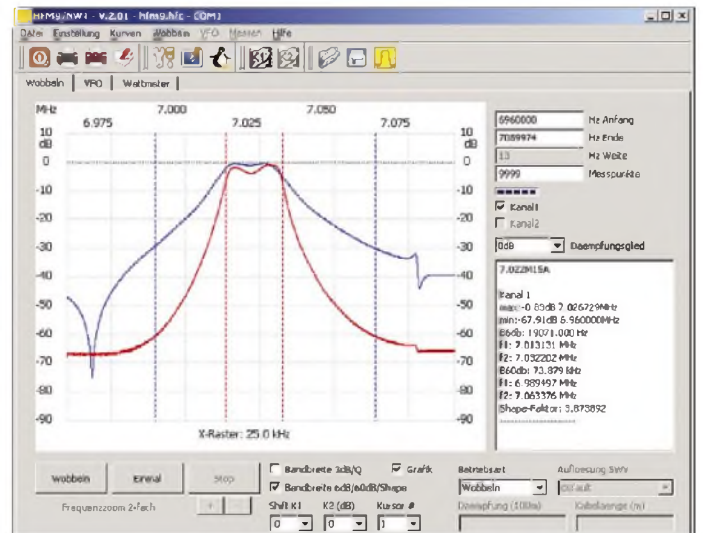 HFM9/NWT - V.2.01 - hfm9.hfc - COM1
Datei Einstellung Kurven Wobbeln VFO Messen Hilfe
Wobbeln VFO Wattmeter
MHz 7.000 7.050
6.975 7.025 7.075
10 10
dB dB
0 0
-10 -10
-20 -20
-30 -30
-40 -40
-50 -50
-60 -60
-70 -70
-80 -80
-90 -90
X-Raster: 25.0 kHz
6960000 Hz Anfang
7089974 Hz Ende
13 Hz Weite
9999 Messpunkte
Kanal1
Kanal2
0dB Daempfungsglied
7.022M15A
Kanal 1
max:-0.83dB 7.026729MHz
min:-67.91dB 6.960000MHz
B6db: 19071.000 Hz
f1: 7.013131 MHz
f2: 7.032202 MHz
B60db: 73.879 kHz
f1: 6.989497 MHz
f2: 7.063376 MHz
Shape-Faktor: 3.873892
Wobbeln Einmal Stop
Frequenzzoom 2-fach + -
Bandbreite 3dB/Q Grafik
Bandbreite 6dB/60dB/Shape
Shift K1 K2 (dB) Kursor #
0 0 1
Betriebsart Aufloesung SWV
Wobbeln default
Daempfung (100m) Kabellaenge (m)